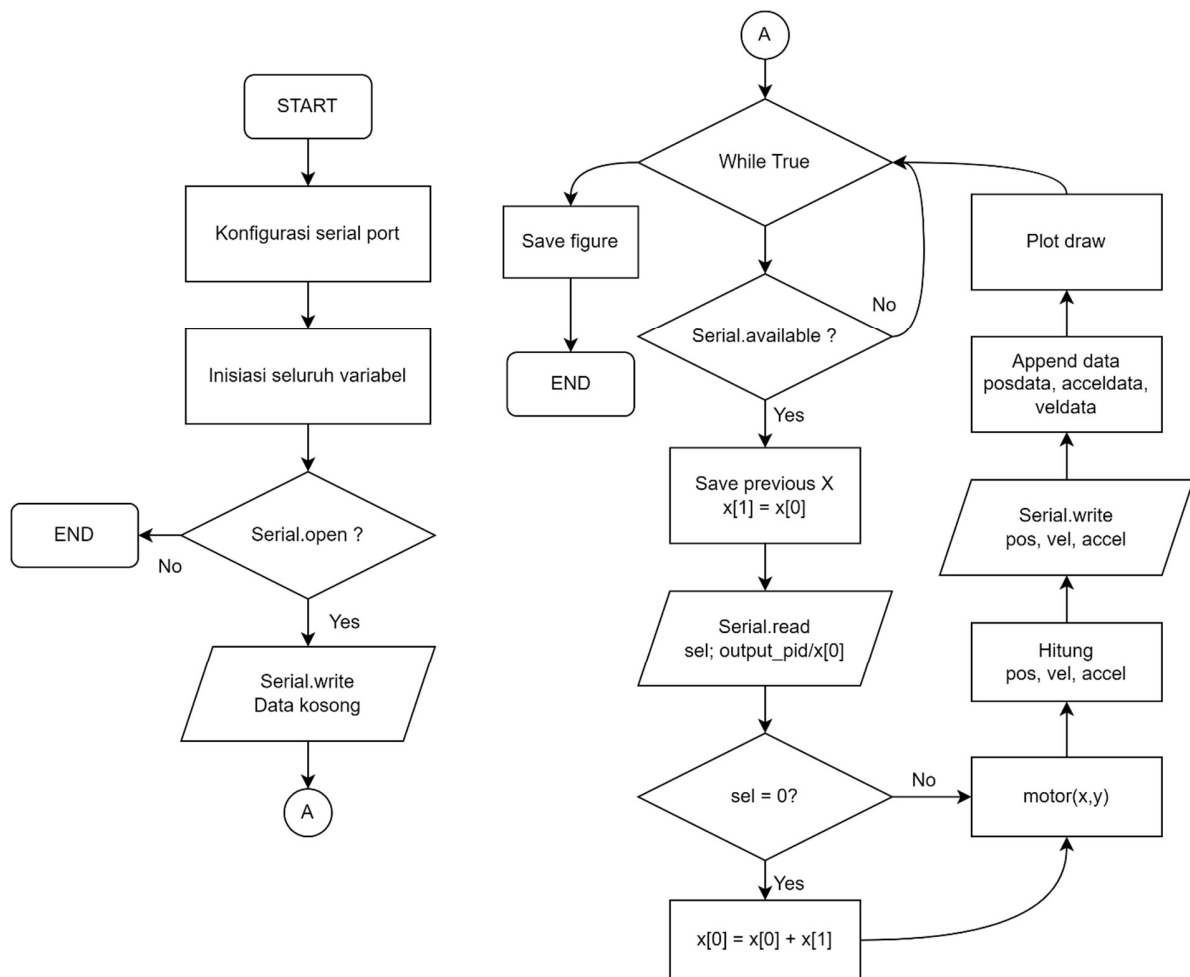 START
Konfigurasi serial port
Inisiasi seluruh variabel
Serial.open ?
No
END
Yes
Serial.write
Data kosong
A
A
While True
Save figure
END
Serial.available ?
No
Yes
Save previous X
x[1] = x[0]
Serial.read
sel; output_pid/x[0]
sel = 0?
No
Yes
x[0] = x[0] + x[1]
motor(x,y)
Hitung
pos, vel, accel
Serial.write
pos, vel, accel
Append data
posdata, acceldata,
veldata
Plot draw